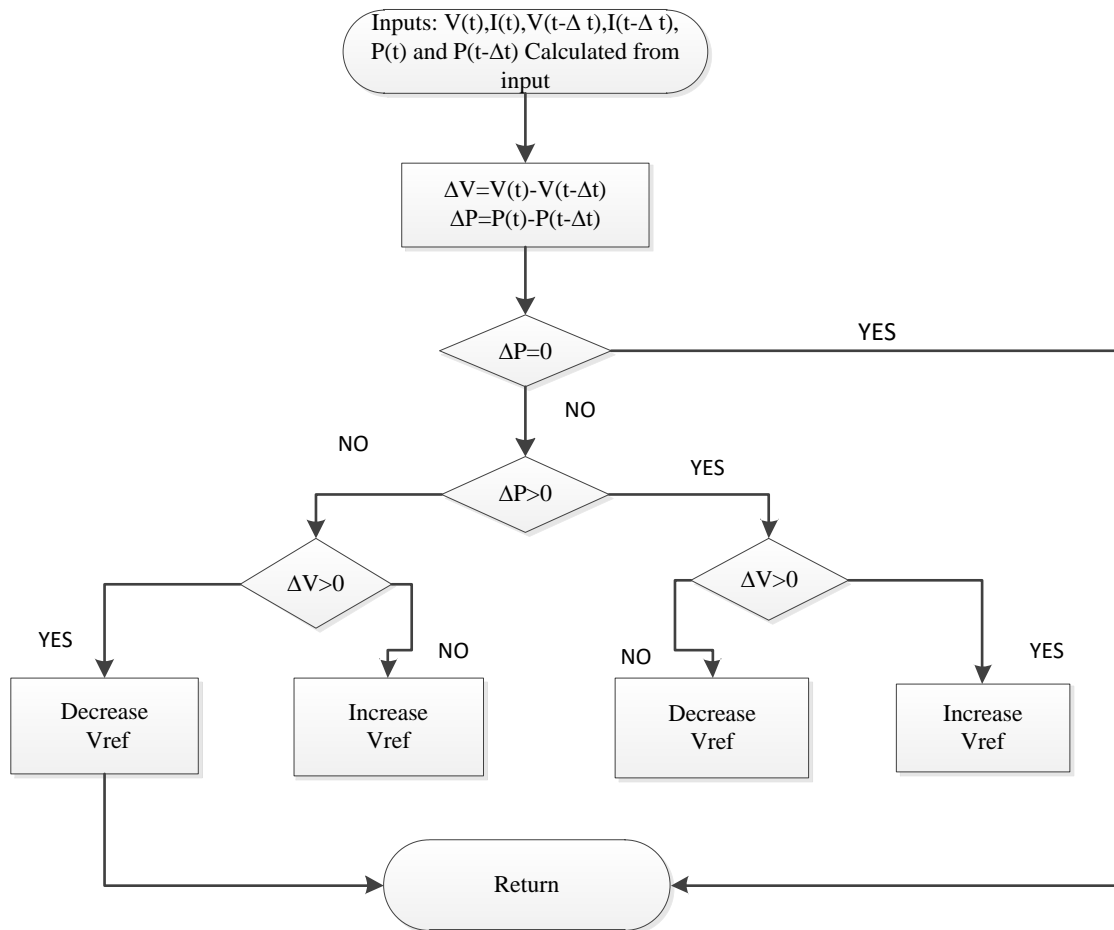 Inputs: V(t),I(t),V(t-Δ t),I(t-Δ t),
P(t) and P(t-Δt) Calculated from
input
ΔV=V(t)-V(t-Δt)
ΔP=P(t)-P(t-Δt)
ΔP=0
YES
NO
NO
ΔP>0
YES
ΔV>0
ΔV>0
YES
NO
NO
YES
Decrease
Vref
Increase
Vref
Decrease
Vref
Increase
Vref
Return